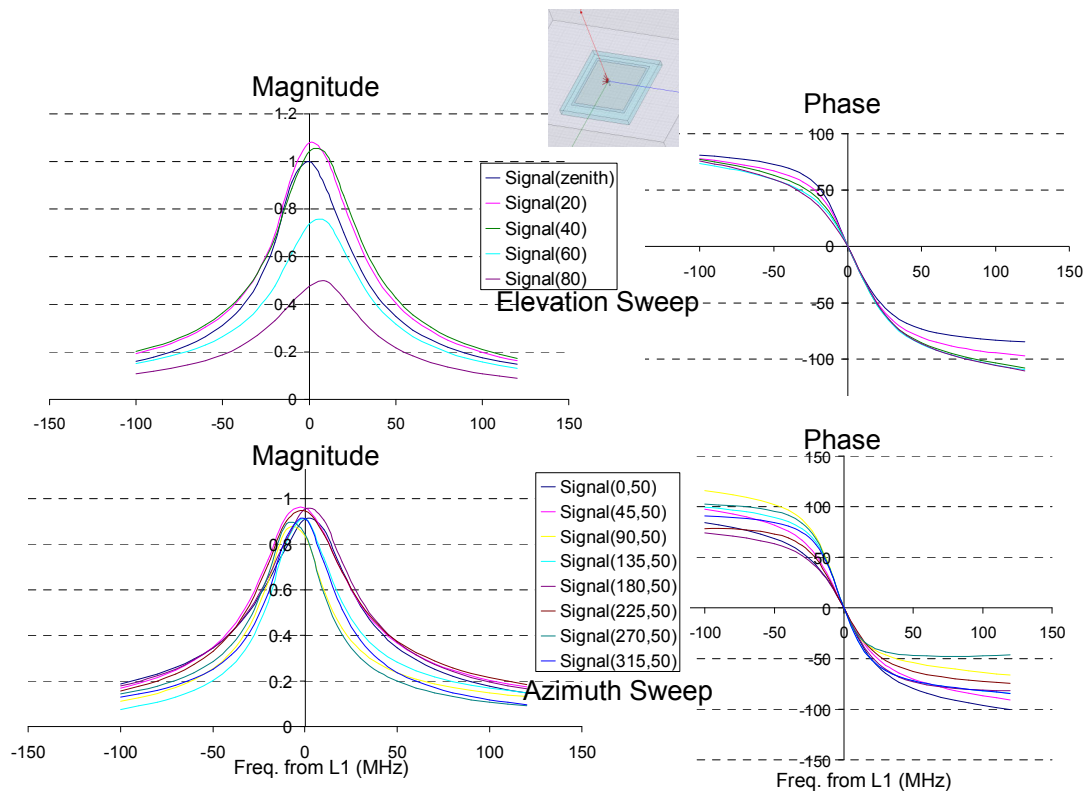 Magnitude
1.2
1
0.8
0.6
0.4
0.2
0
-150 -100 -50 0 50 100 150
Signal(zenith)
Signal(20)
Signal(40)
Signal(60)
Signal(80)
Elevation Sweep
Phase
100
50
0
-50
-100
-100 -50 0 50 100 150
Magnitude
1
0.8
0.6
0.4
0.2
0
-150 -100 -50 0 50 100 150
Freq. from L1 (MHz)
Signal(0,50)
Signal(45,50)
Signal(90,50)
Signal(135,50)
Signal(180,50)
Signal(225,50)
Signal(270,50)
Signal(315,50)
Azimuth Sweep
Phase
150
100
50
0
-50
-100
-150
-100 -50 0 50 100 150
Freq. from L1 (MHz)